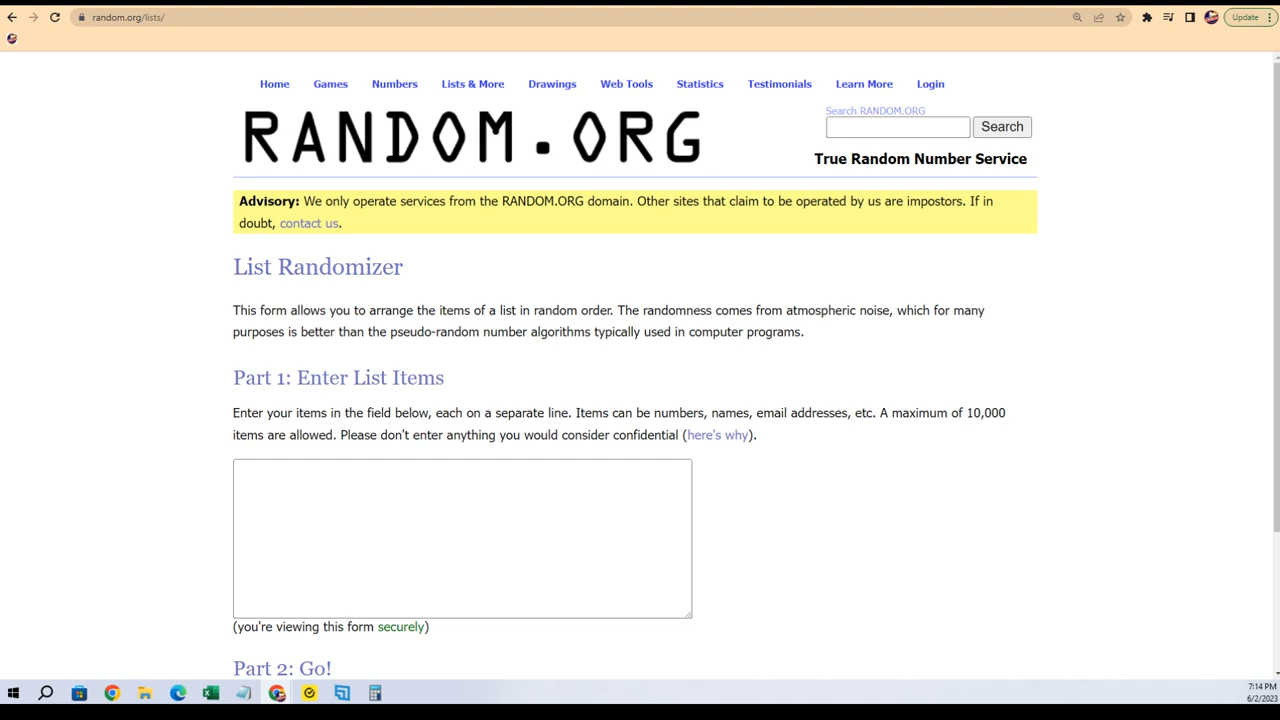 random.org/lists/
Update
Home Games Numbers Lists & More Drawings Web Tools Statistics Testimonials Learn More Login
RANDOM.ORG
Search RANDOM.ORG
Search
True Random Number Service
Advisory: We only operate services from the RANDOM.ORG domain. Other sites that claim to be operated by us are impostors. If in
doubt, contact us.
List Randomizer
This form allows you to arrange the items of a list in random order. The randomness comes from atmospheric noise, which for many
purposes is better than the pseudo-random number algorithms typically used in computer programs.
Part 1: Enter List Items
Enter your items in the field below, each on a separate line. Items can be numbers, names, email addresses, etc. A maximum of 10,000
items are allowed. Please don't enter anything you would consider confidential (here's why).
(you're viewing this form securely)
Part 2: Go!
7:14 PM
6/2/2023